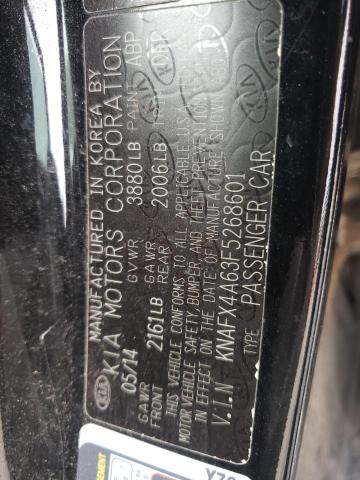 MANUFACTURED IN KOREA BY
KIA MOTORS CORPORATION
05/14 GVWR 3880LB PAINT ABP
GAWR FRONT 2161LB GAWR REAR 2006LB
THIS VEHICLE CONFORMS TO ALL APPLICABLE U.S.
MOTOR VEHICLE SAFETY, BUMPER AND THEFT PREVENTION
IN EFFECT ON THE DATE OF MANUFACTURE SHOWN
V.I.N KNAFX4A63F5268601
TYPE PASSENGER CAR